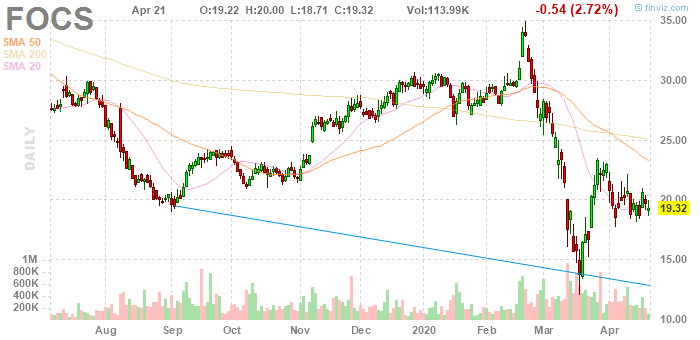 FOCS Apr 21 O:19.22 H:20.00 L:18.71 C:19.32 Vol:113.99K -0.54 (2.72%) © finviz.com
35.00
SMA 50
SMA 200
SMA 20
30.00
25.00
DAILY
20.00
19.32
15.00
1M
800K
600K
400K
200K
10.00
Aug Sep Oct Nov Dec 2020 Feb Mar Apr